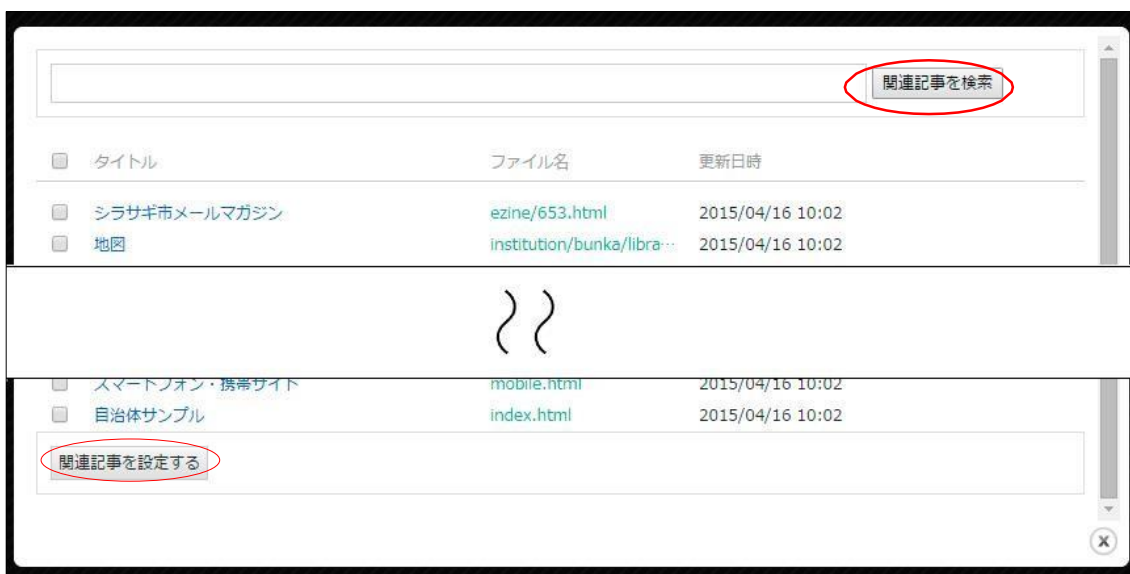 関連記事を検索
タイトル ファイル名 更新日時
シラサギ市メールマガジン ezine/653.html 2015/04/16 10:02
地図 institution/bunka/libra… 2015/04/16 10:02
スマートフォン・携帯サイト mobile.html 2015/04/16 10:02
自治体サンプル index.html 2015/04/16 10:02
関連記事を設定する